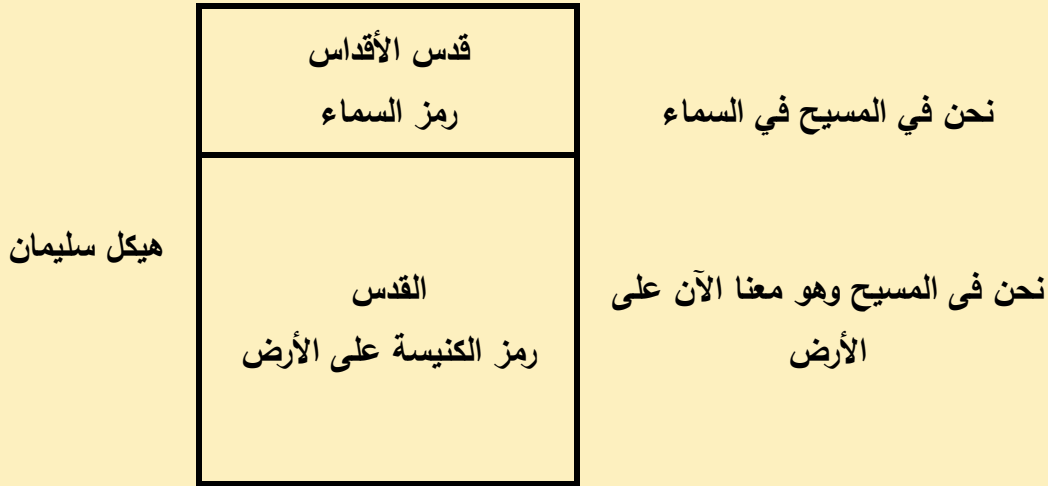 قدس الأقداس
رمز السماء
نحن في المسيح في السماء
هيكل سليمان
القدس
رمز الكنيسة على الأرض
نحن فى المسيح وهو معنا الآن على
الأرض